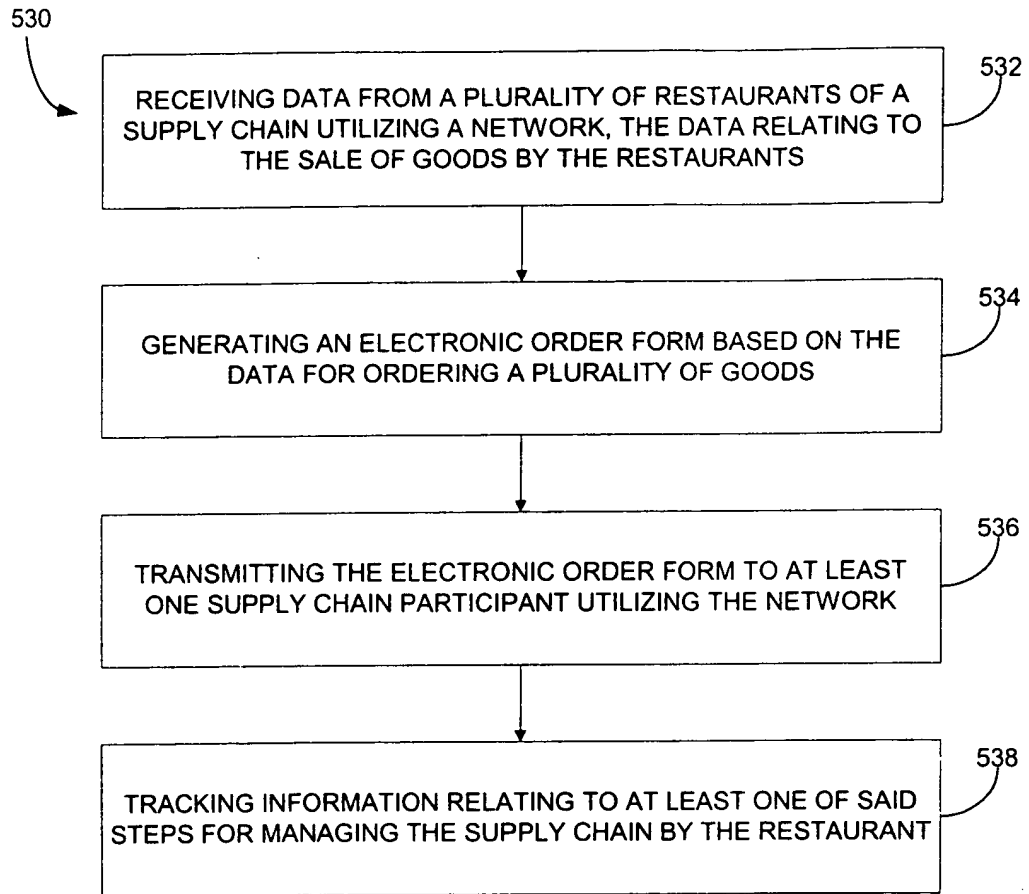 530
532
RECEIVING DATA FROM A PLURALITY OF RESTAURANTS OF A
SUPPLY CHAIN UTILIZING A NETWORK, THE DATA RELATING TO
THE SALE OF GOODS BY THE RESTAURANTS
534
GENERATING AN ELECTRONIC ORDER FORM BASED ON THE
DATA FOR ORDERING A PLURALITY OF GOODS
536
TRANSMITTING THE ELECTRONIC ORDER FORM TO AT LEAST
ONE SUPPLY CHAIN PARTICIPANT UTILIZING THE NETWORK
538
TRACKING INFORMATION RELATING TO AT LEAST ONE OF SAID
STEPS FOR MANAGING THE SUPPLY CHAIN BY THE RESTAURANT